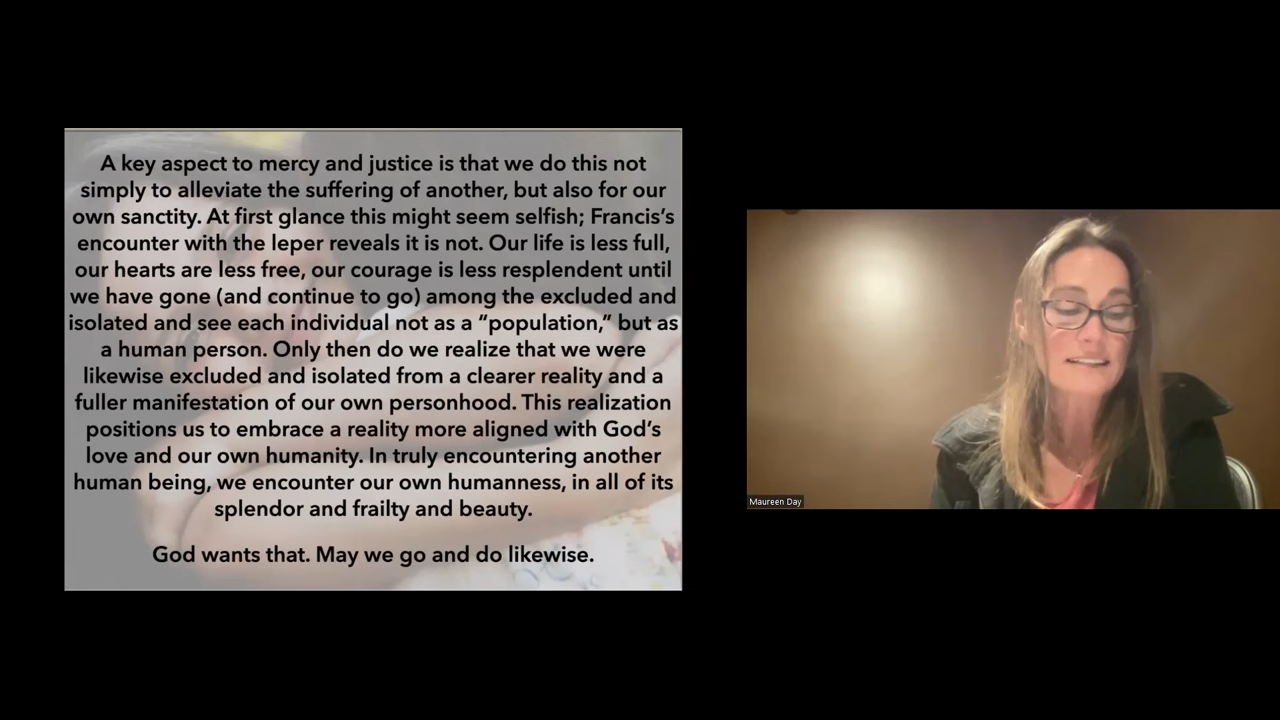 A key aspect to mercy and justice is that we do this not
simply to alleviate the suffering of another, but also for our
own sanctity. At first glance this might seem selfish; Francis’s
encounter with the leper reveals it is not. Our life is less full,
our hearts are less free, our courage is less resplendent until
we have gone (and continue to go) among the excluded and
isolated and see each individual not as a “population,” but as
a human person. Only then do we realize that we were
likewise excluded and isolated from a clearer reality and a
fuller manifestation of our own personhood. This realization
positions us to embrace a reality more aligned with God’s
love and our own humanity. In truly encountering another
human being, we encounter our own humanness, in all of its
splendor and frailty and beauty.
God wants that. May we go and do likewise.
Maureen Day